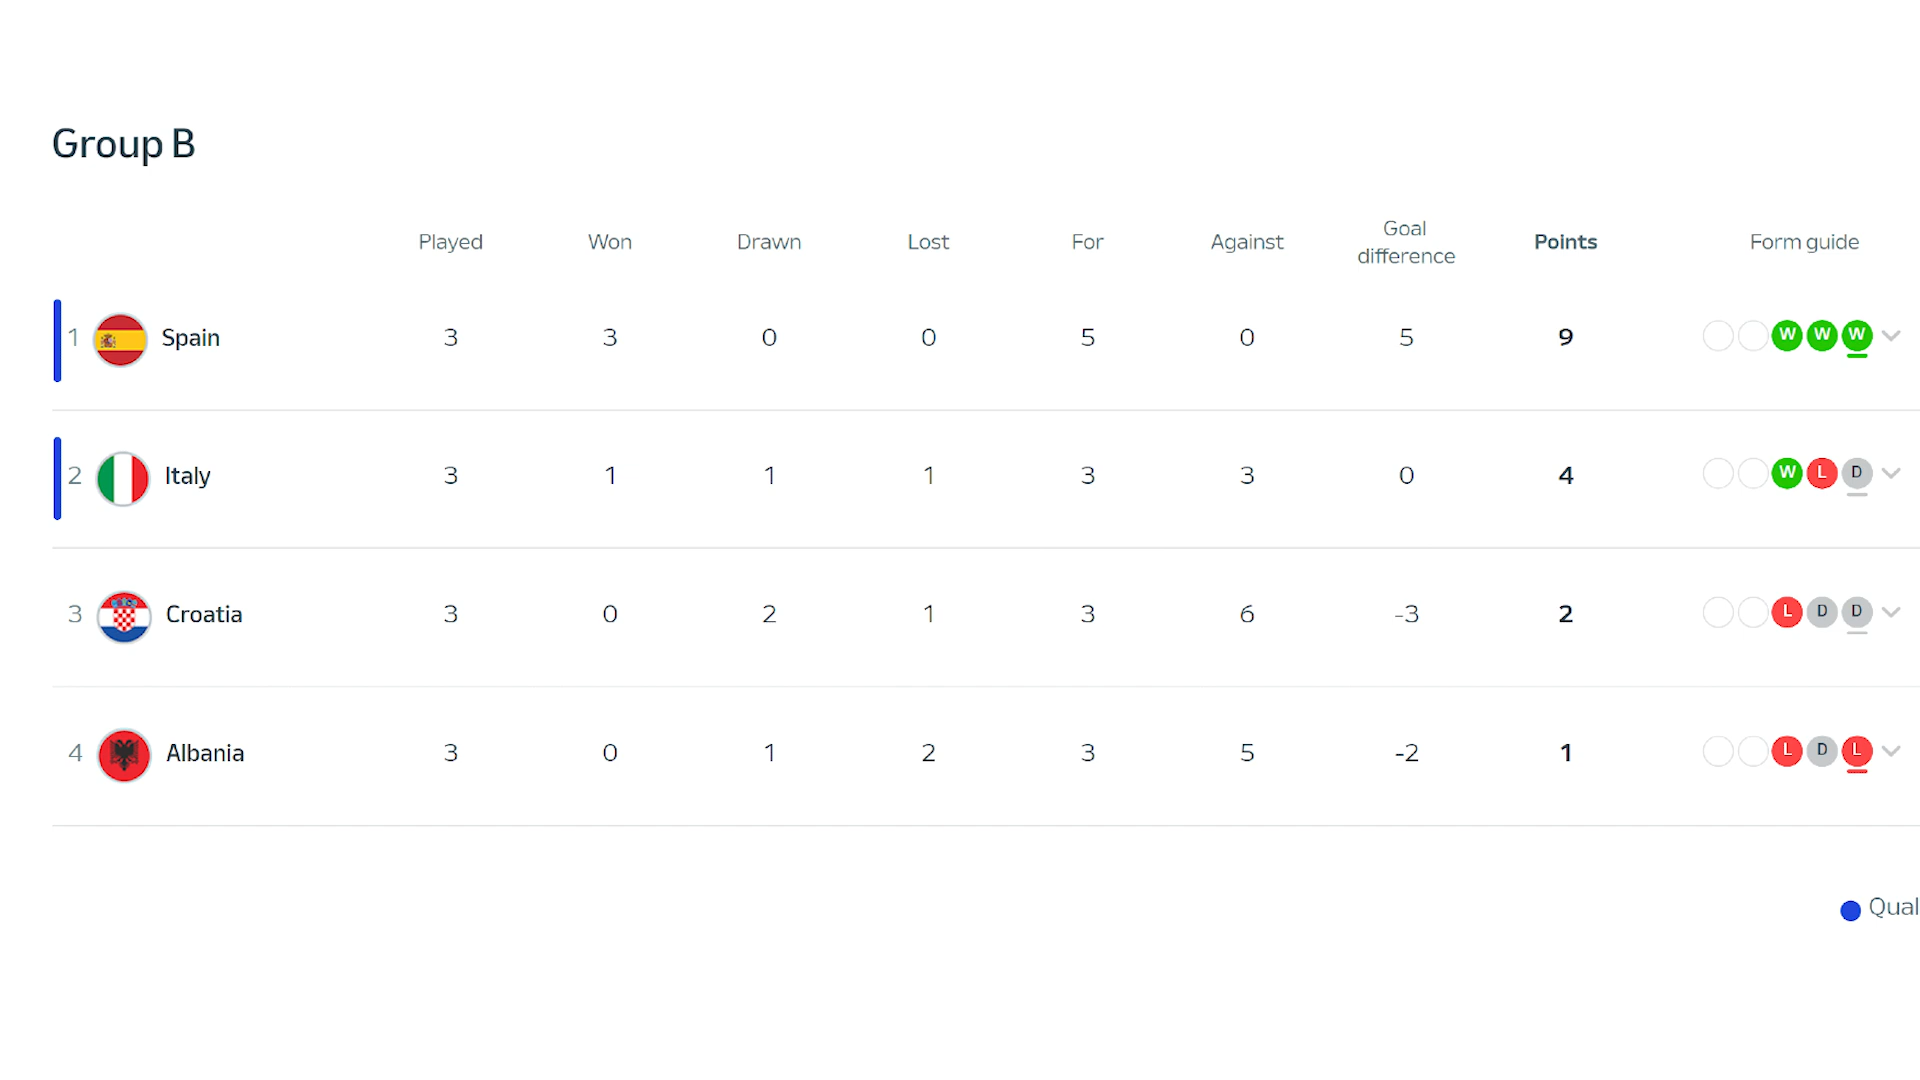 Group B
Played Won Drawn Lost For Against Goal difference Points Form guide
1 Spain 3 3 0 0 5 0 5 9 W W W
2 Italy 3 1 1 1 3 3 0 4 W L D
3 Croatia 3 0 2 1 3 6 -3 2 L D D
4 Albania 3 0 1 2 3 5 -2 1 L D L
Qual